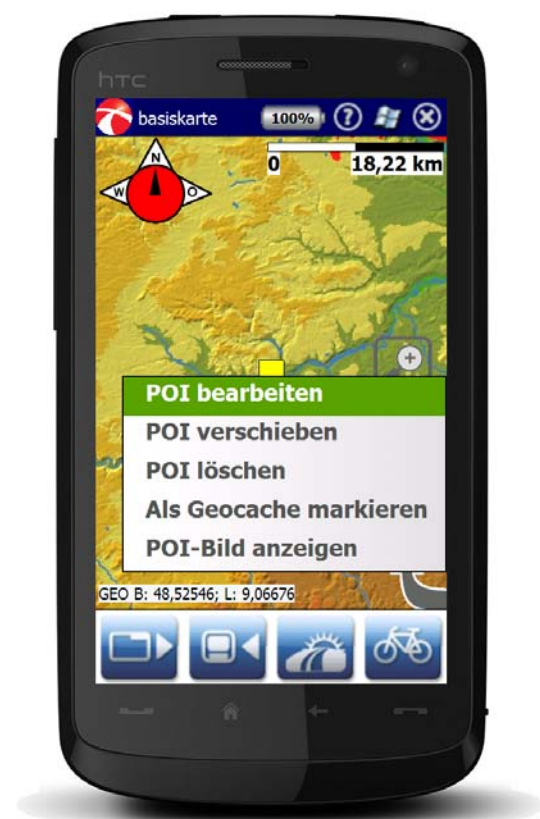 hTC
basiskarte 100% ?
N
W O
0 18,22 km
POI bearbeiten
POI verschieben
POI löschen
Als Geocache markieren
POI-Bild anzeigen
GEO B: 48,52546; L: 9,06676